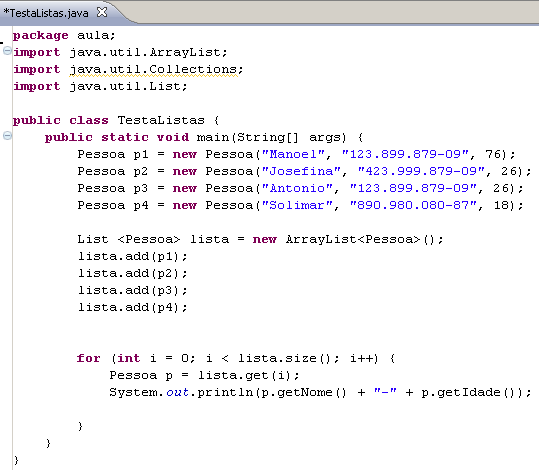 *TestaListas.java
package aula;
import java.util.ArrayList;
import java.util.Collections;
import java.util.List;
public class TestaListas {
public static void main(String[] args) {
Pessoa p1 = new Pessoa("Manoel", "123.899.879-09", 76);
Pessoa p2 = new Pessoa("Josefina", "423.999.879-09", 26);
Pessoa p3 = new Pessoa("Antonio", "123.899.879-09", 26);
Pessoa p4 = new Pessoa("Solimar", "890.980.080-87", 18);
List <Pessoa> lista = new ArrayList<Pessoa>();
lista.add(p1);
lista.add(p2);
lista.add(p3);
lista.add(p4);
for (int i = 0; i < lista.size(); i++) {
Pessoa p = lista.get(i);
System.out.println(p.getNome() + "-" + p.getIdade());
}
}
}